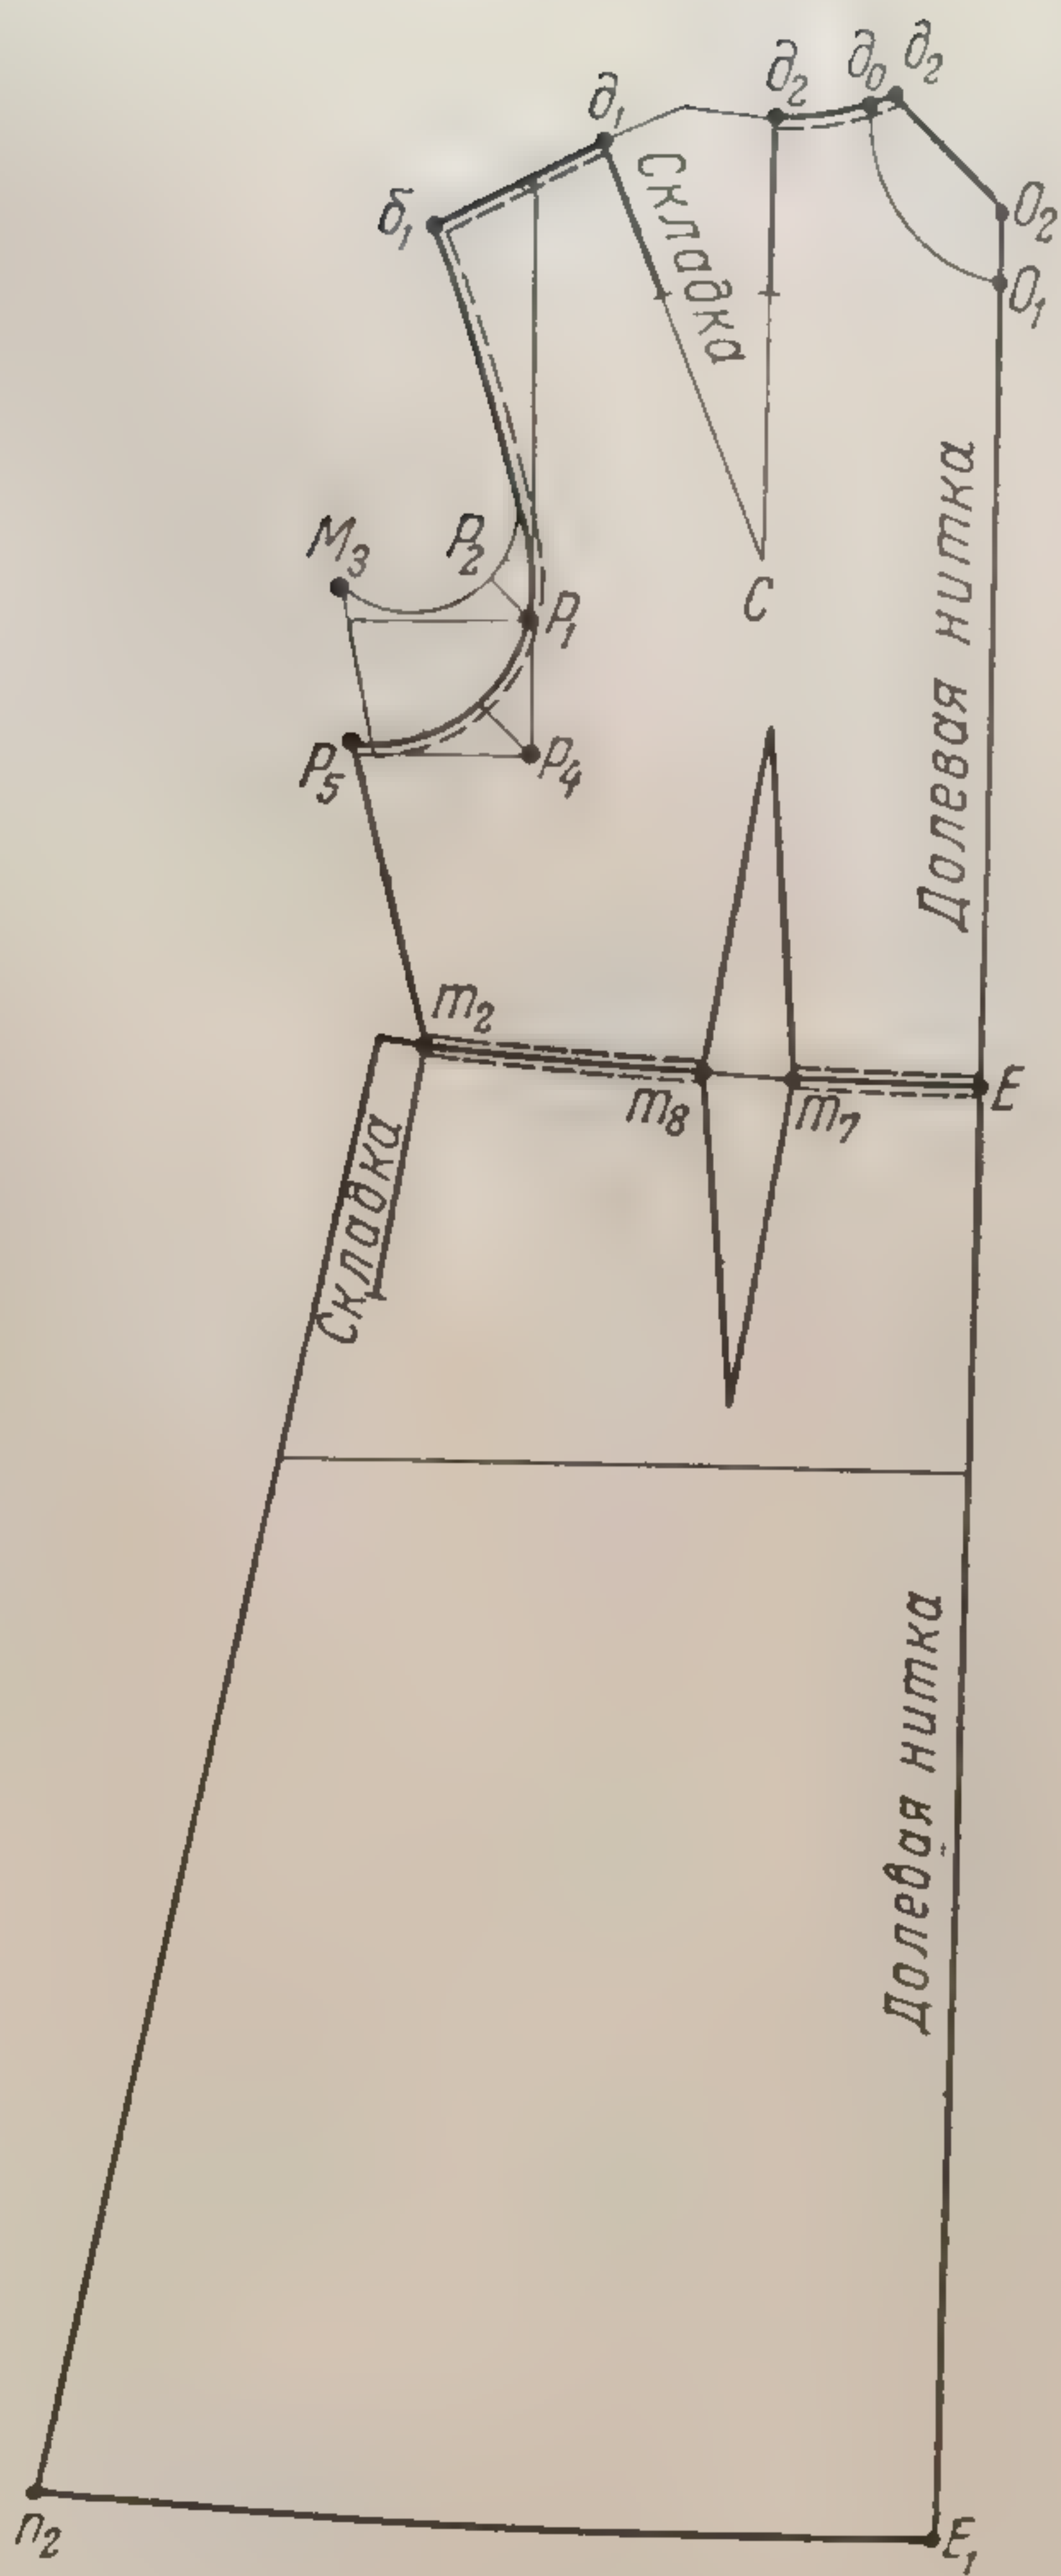 д₂
д₀
д₂
д₁
б₁
Складка
О₂
О₁
Долевая нитка
М₃
Р₂
Р₁
С
Р₅
Р₄
т₂
т₈
т₇
Е
Складка
Долевая нитка
п₂
Е₁